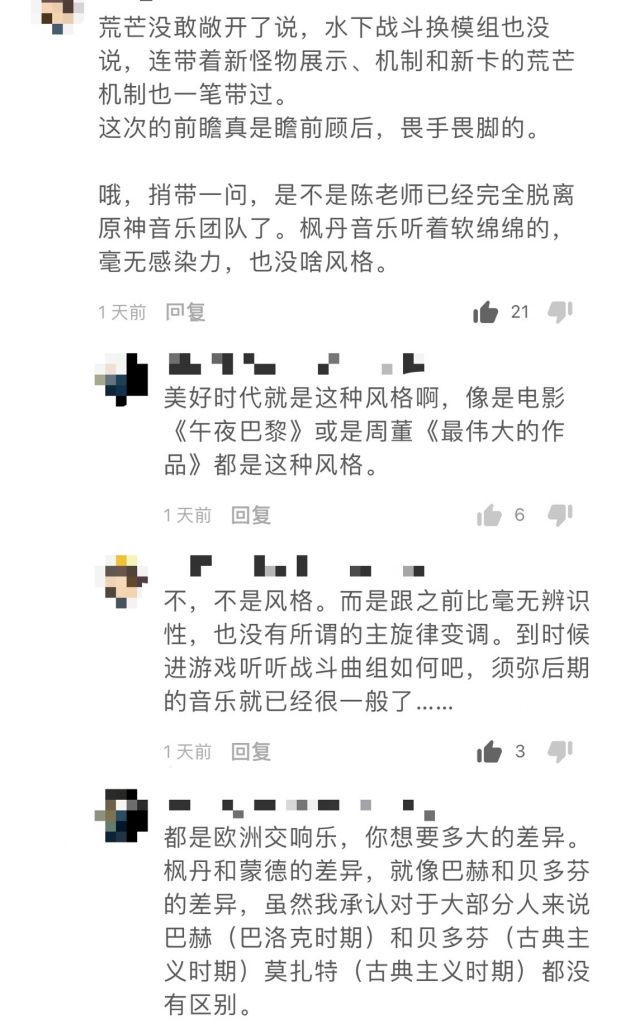 荒芒没敢敞开了说，水下战斗换模组也没
说，连带着新怪物展示、机制和新卡的荒芒
机制也一笔带过。
这次的前瞻真是瞻前顾后，畏手畏脚的。
哦，捎带一问，是不是陈老师已经完全脱离
原神音乐团队了。枫丹音乐听着软绵绵的，
毫无感染力，也没啥风格。
1天前 回复 21
美好时代就是这种风格啊，像是电影
《午夜巴黎》或是周董《最伟大的作
品》都是这种风格。
1天前 回复 6
不，不是风格。而是跟之前比毫无辨识
性，也没有所谓的主旋律变调。到时候
进游戏听听战斗曲组如何吧，须弥后期
的音乐就已经很一般了……
1天前 回复 3
都是欧洲交响乐，你想要多大的差异。
枫丹和蒙德的差异，就像巴赫和贝多芬
的差异，虽然我承认对于大部分人来说
巴赫（巴洛克时期）和贝多芬（古典主
义时期）莫扎特（古典主义时期）都没
有区别。